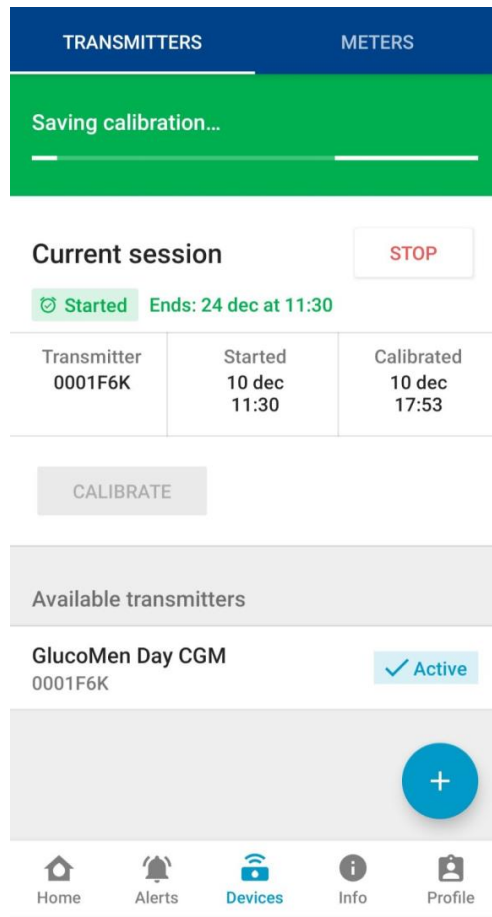 TRANSMITTERS METERS
Saving calibration...
Current session STOP
Started Ends: 24 dec at 11:30
Transmitter Started Calibrated
0001F6K 10 dec 10 dec
11:30 17:53
CALIBRATE
Available transmitters
GlucoMen Day CGM
0001F6K
Active
Home Alerts Devices Info Profile